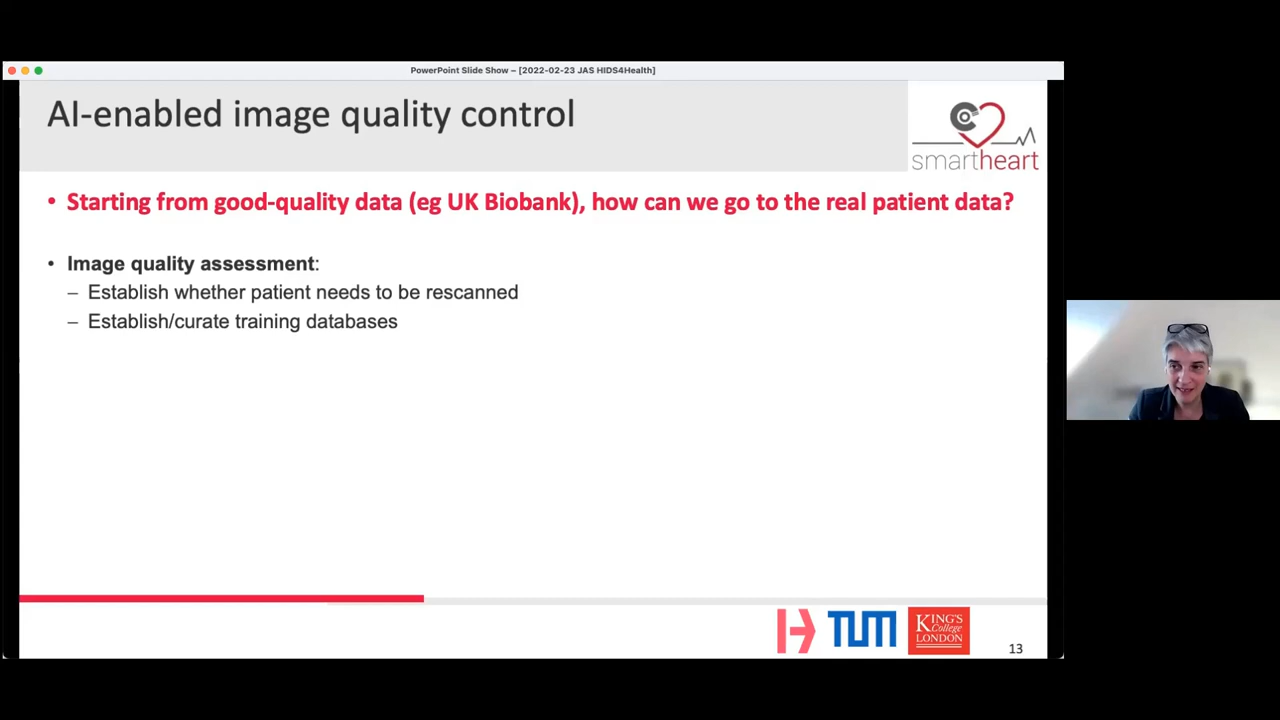 PowerPoint Slide Show – [2022-02-23 JAS HIDS4Health]
AI-enabled image quality control
smartheart
• Starting from good-quality data (eg UK Biobank), how can we go to the real patient data?
• Image quality assessment:
– Establish whether patient needs to be rescanned
– Establish/curate training databases
TUM
KING'S
College
LONDON
13